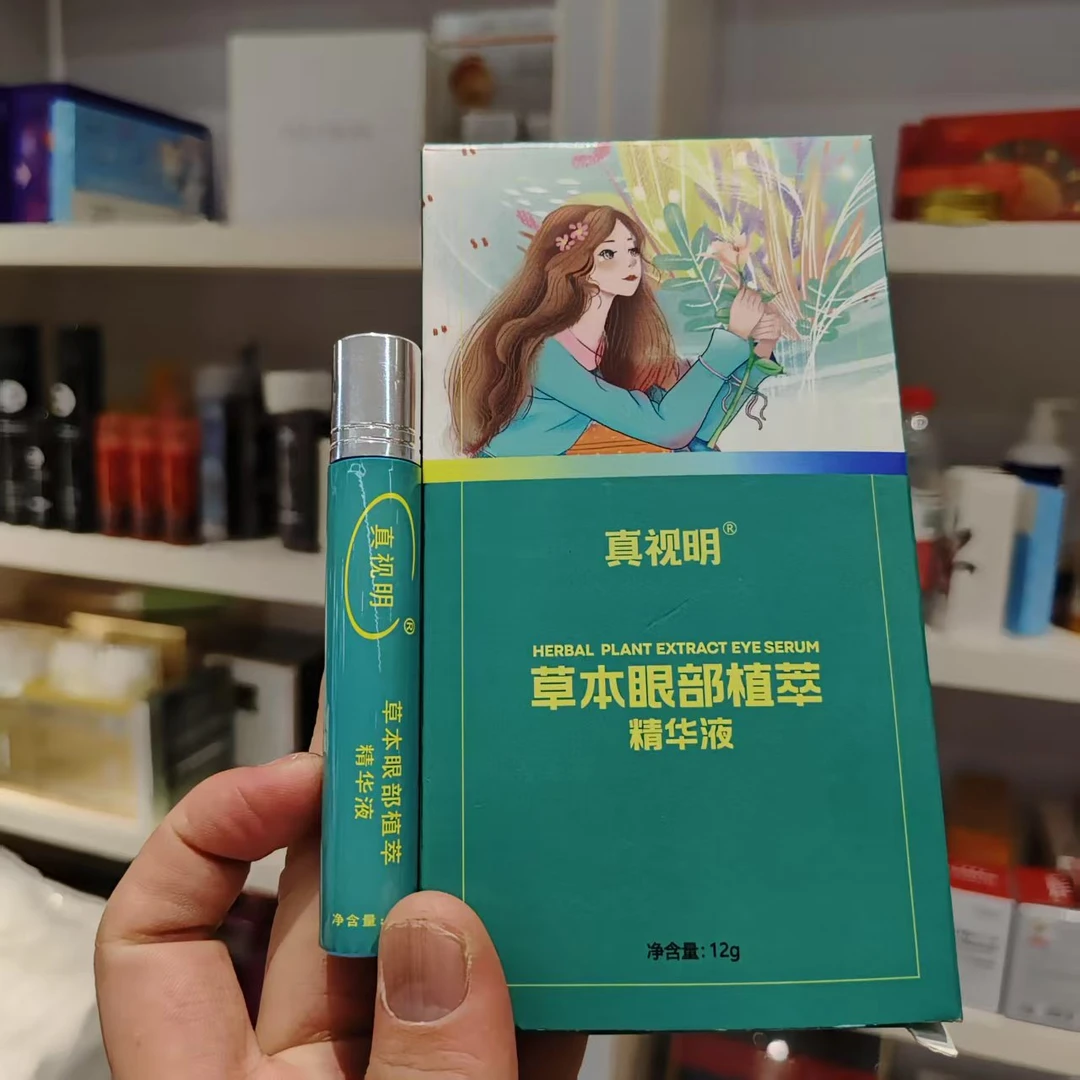 真视明®
HERBAL PLANT EXTRACT EYE SERUM
草本眼部植萃
精华液
净含量：12g
真视明®
草本眼部植萃
精华液
净含量：